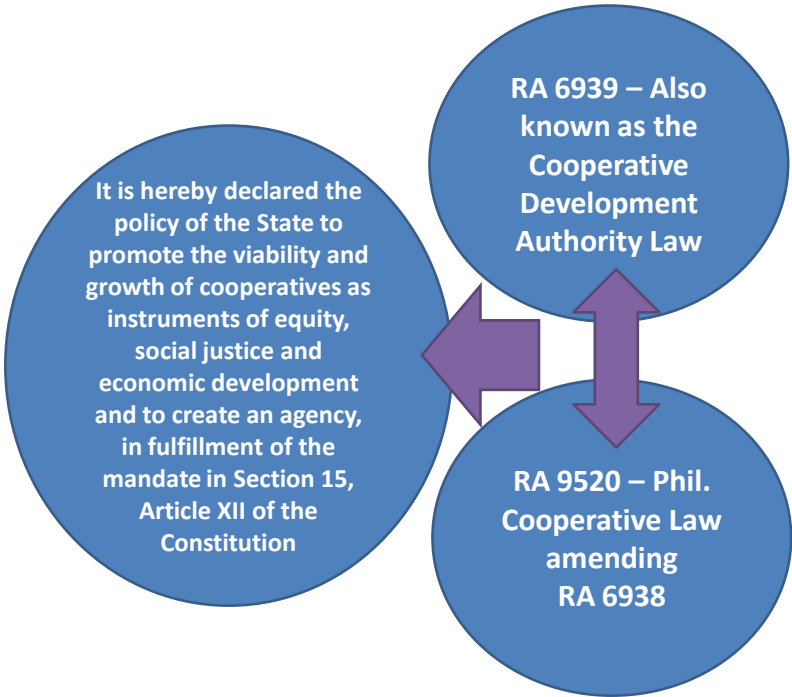 It is hereby declared the
policy of the State to
promote the viability and
growth of cooperatives as
instruments of equity,
social justice and
economic development
and to create an agency,
in fulfillment of the
mandate in Section 15,
Article XII of the
Constitution
RA 6939 – Also
known as the
Cooperative
Development
Authority Law
RA 9520 – Phil.
Cooperative Law
amending
RA 6938